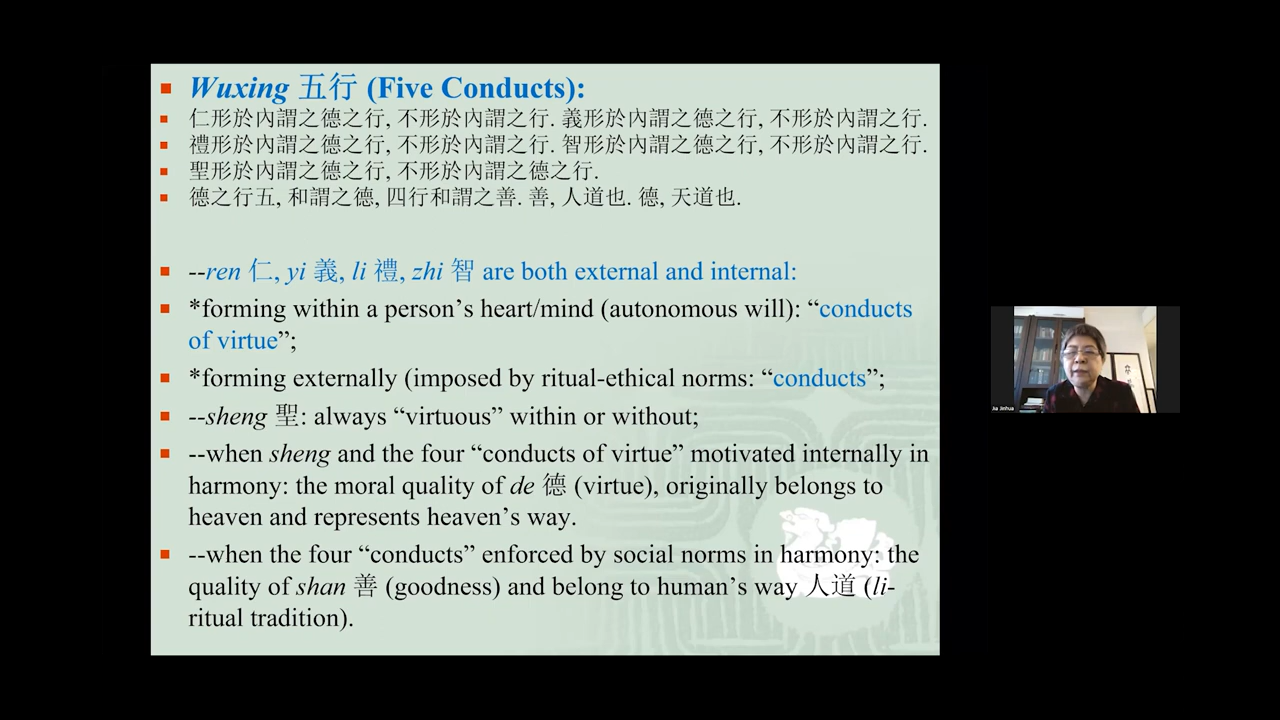 Wuxing 五行 (Five Conducts):
仁形於內謂之德之行, 不形於內謂之行. 義形於內謂之德之行, 不形於內謂之行.
禮形於內謂之德之行, 不形於內謂之行. 智形於內謂之德之行, 不形於內謂之行.
聖形於內謂之德之行, 不形於內謂之德之行.
德之行五, 和謂之德, 四行和謂之善. 善, 人道也. 德, 天道也.
--ren 仁, yi 義, li 禮, zhi 智 are both external and internal:
*forming within a person’s heart/mind (autonomous will): “conducts
of virtue”;
*forming externally (imposed by ritual-ethical norms: “conducts”;
--sheng 聖: always “virtuous” within or without;
--when sheng and the four “conducts of virtue” motivated internally in
harmony: the moral quality of de 德 (virtue), originally belongs to
heaven and represents heaven’s way.
--when the four “conducts” enforced by social norms in harmony: the
quality of shan 善 (goodness) and belong to human’s way 人道 (li-
ritual tradition).
Jia Jinhua